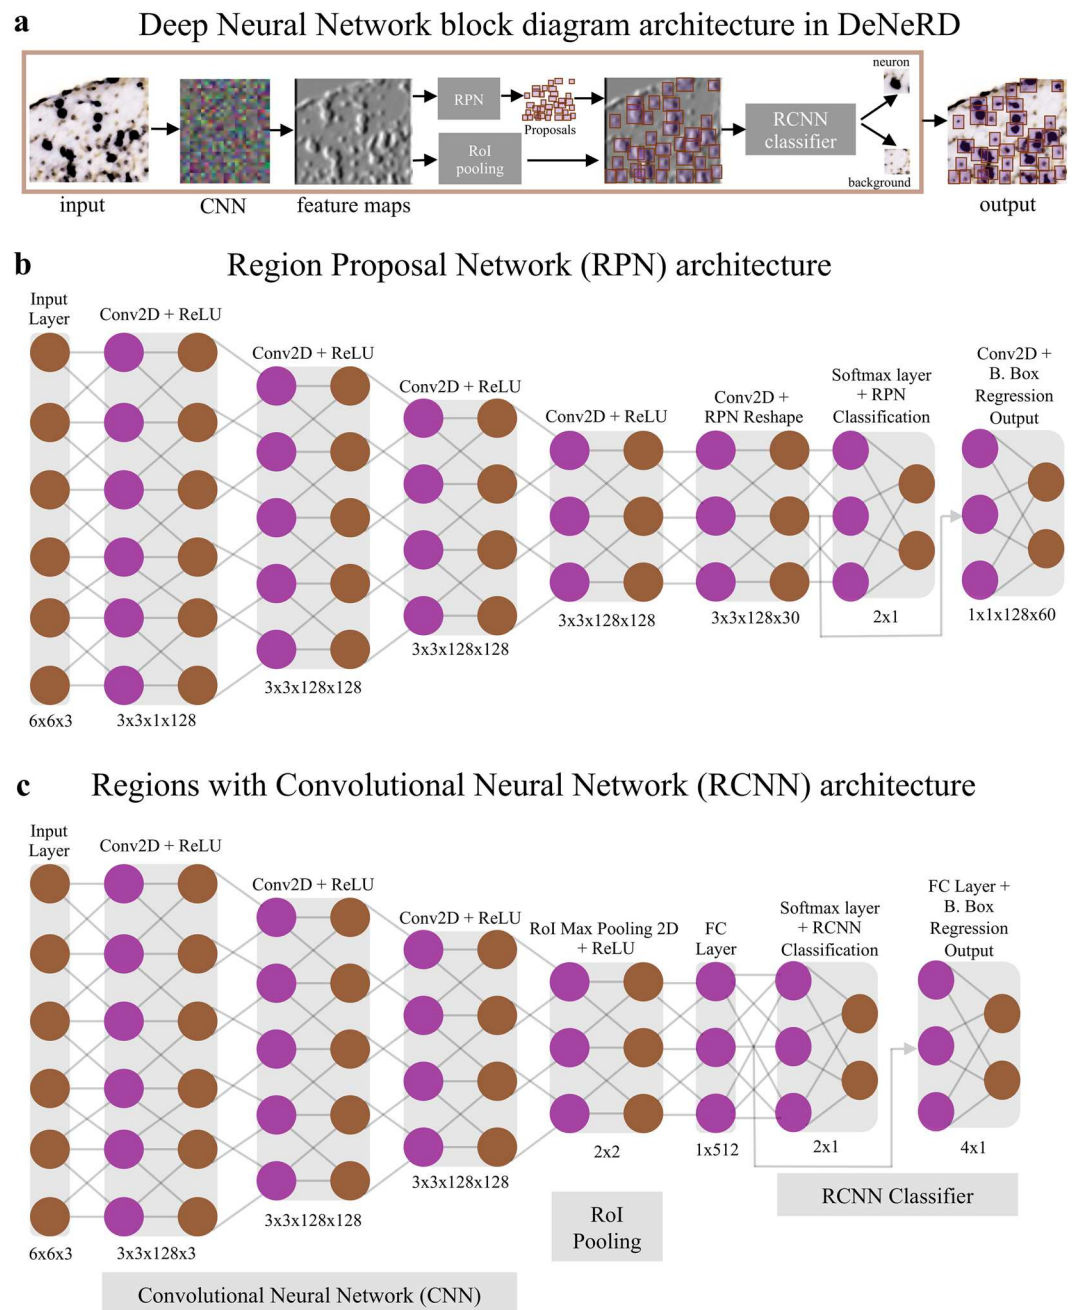 a Deep Neural Network block diagram architecture in DeNeRD
RPN
Proposals
RoI
pooling
RCNN
classifier
neuron
background
input
CNN
feature maps
output
b Region Proposal Network (RPN) architecture
Input
Layer
Conv2D + ReLU
Conv2D + ReLU
Conv2D + ReLU
Conv2D + ReLU
Conv2D +
RPN Reshape
Softmax layer
+ RPN
Classification
Conv2D +
B. Box
Regression
Output
6x6x3
3x3x1x128
3x3x128x128
3x3x128x128
3x3x128x128
3x3x128x30
2x1
1x1x128x60
c Regions with Convolutional Neural Network (RCNN) architecture
Input
Layer
Conv2D + ReLU
Conv2D + ReLU
Conv2D + ReLU
RoI Max Pooling 2D
+ ReLU
FC
Layer
Softmax layer
+ RCNN
Classification
FC Layer +
B. Box
Regression
Output
6x6x3
3x3x128x3
3x3x128x128
3x3x128x128
2x2
1x512
2x1
4x1
Convolutional Neural Network (CNN)
RoI
Pooling
RCNN Classifier